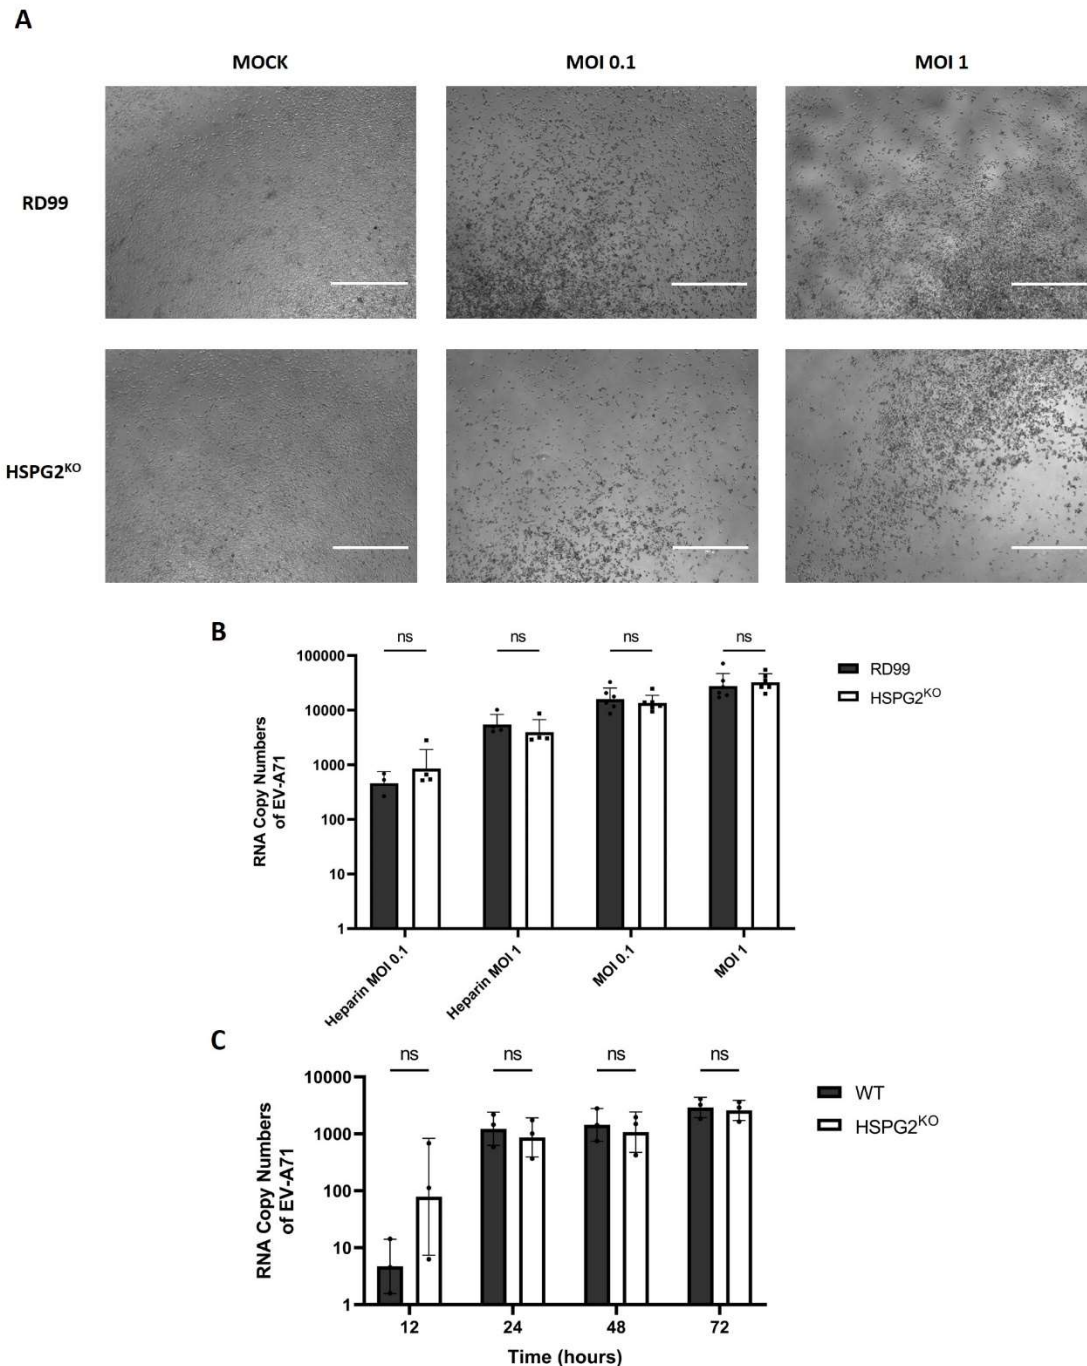 A
MOCK MOI 0.1 MOI 1
RD99
HSPG2KO
B
ns ns ns ns
100000
10000
1000
100
10
1
RNA Copy Numbers
of EV-A71
Heparin MOI 0.1
Heparin MOI 1
MOI 0.1
MOI 1
RD99
HSPG2KO
C
ns ns ns ns
10000
1000
100
10
1
RNA Copy Numbers
of EV-A71
12 24 48 72
Time (hours)
WT
HSPG2KO